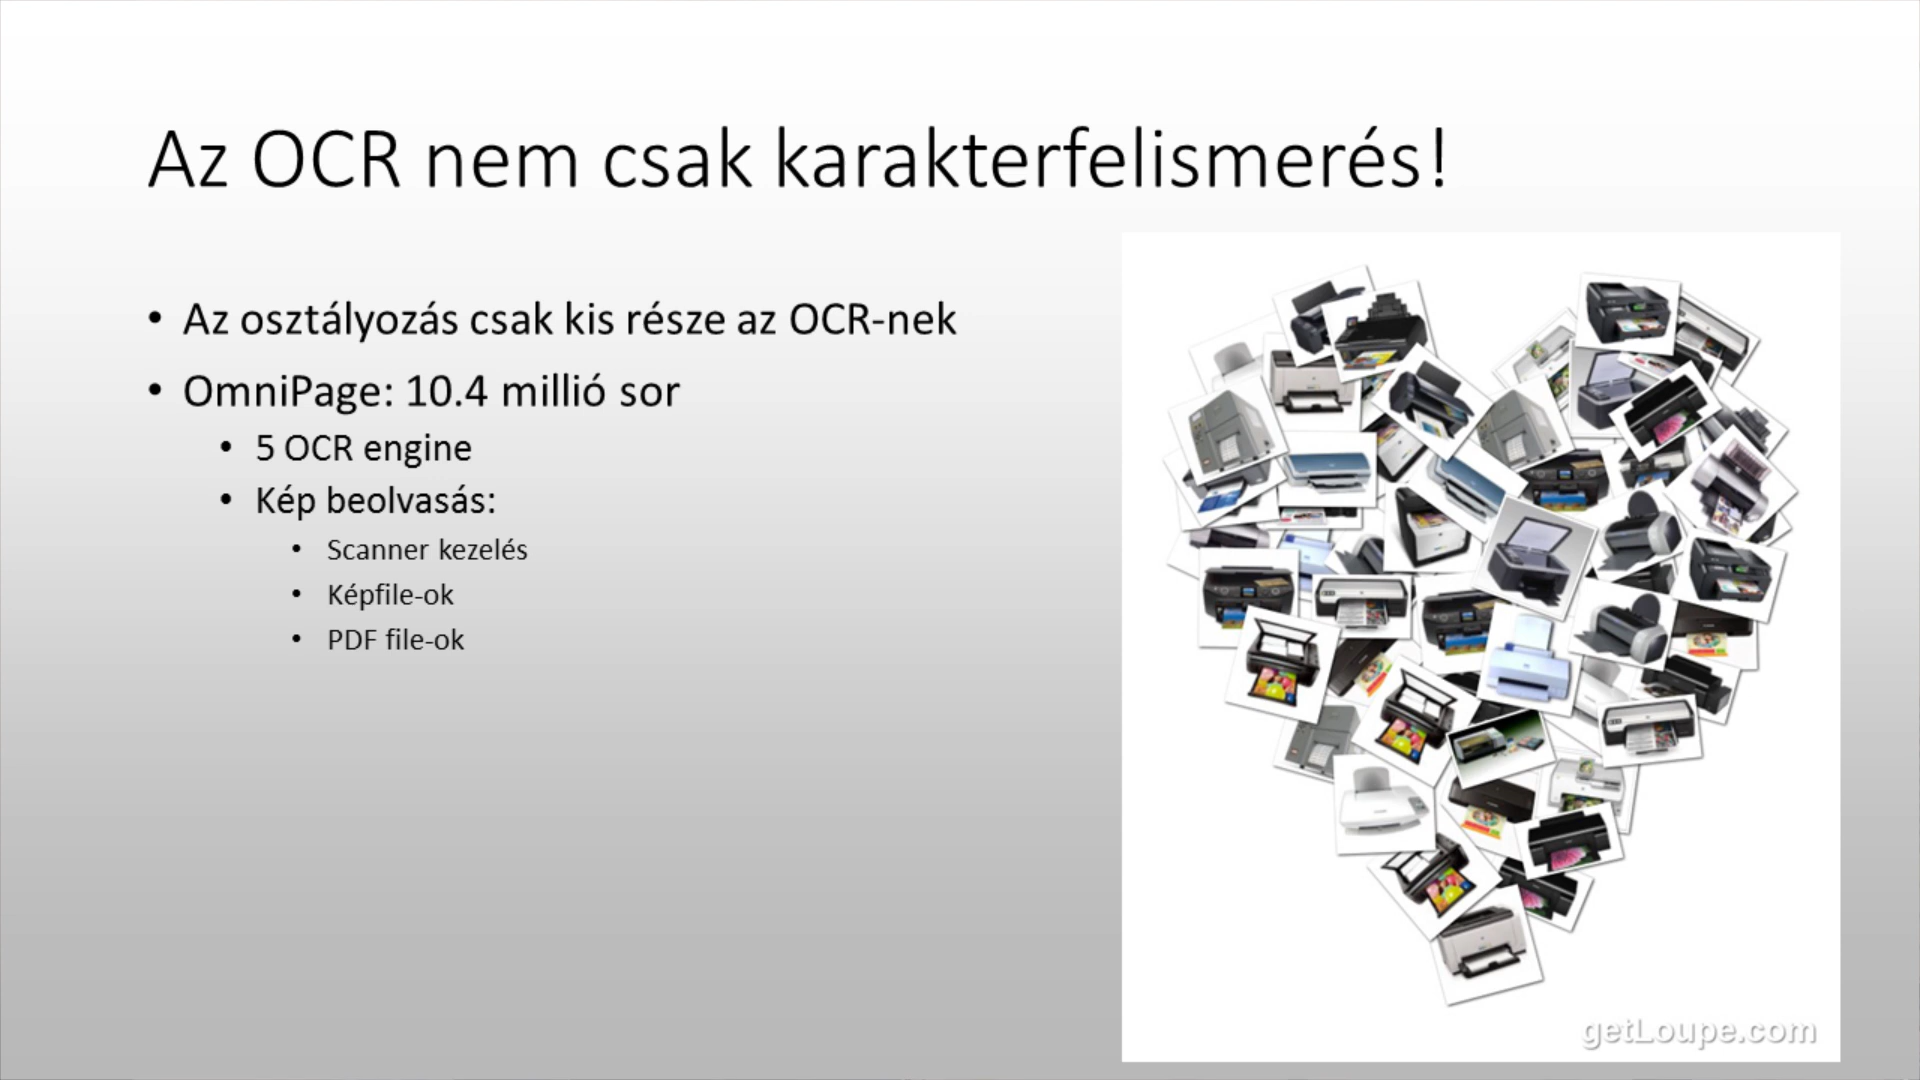 Az OCR nem csak karakterfelismerés!
• Az osztályozás csak kis része az OCR-nek
• OmniPage: 10.4 millió sor
• 5 OCR engine
• Kép beolvasás:
• Scanner kezelés
• Képfile-ok
• PDF file-ok
getLoupe.com